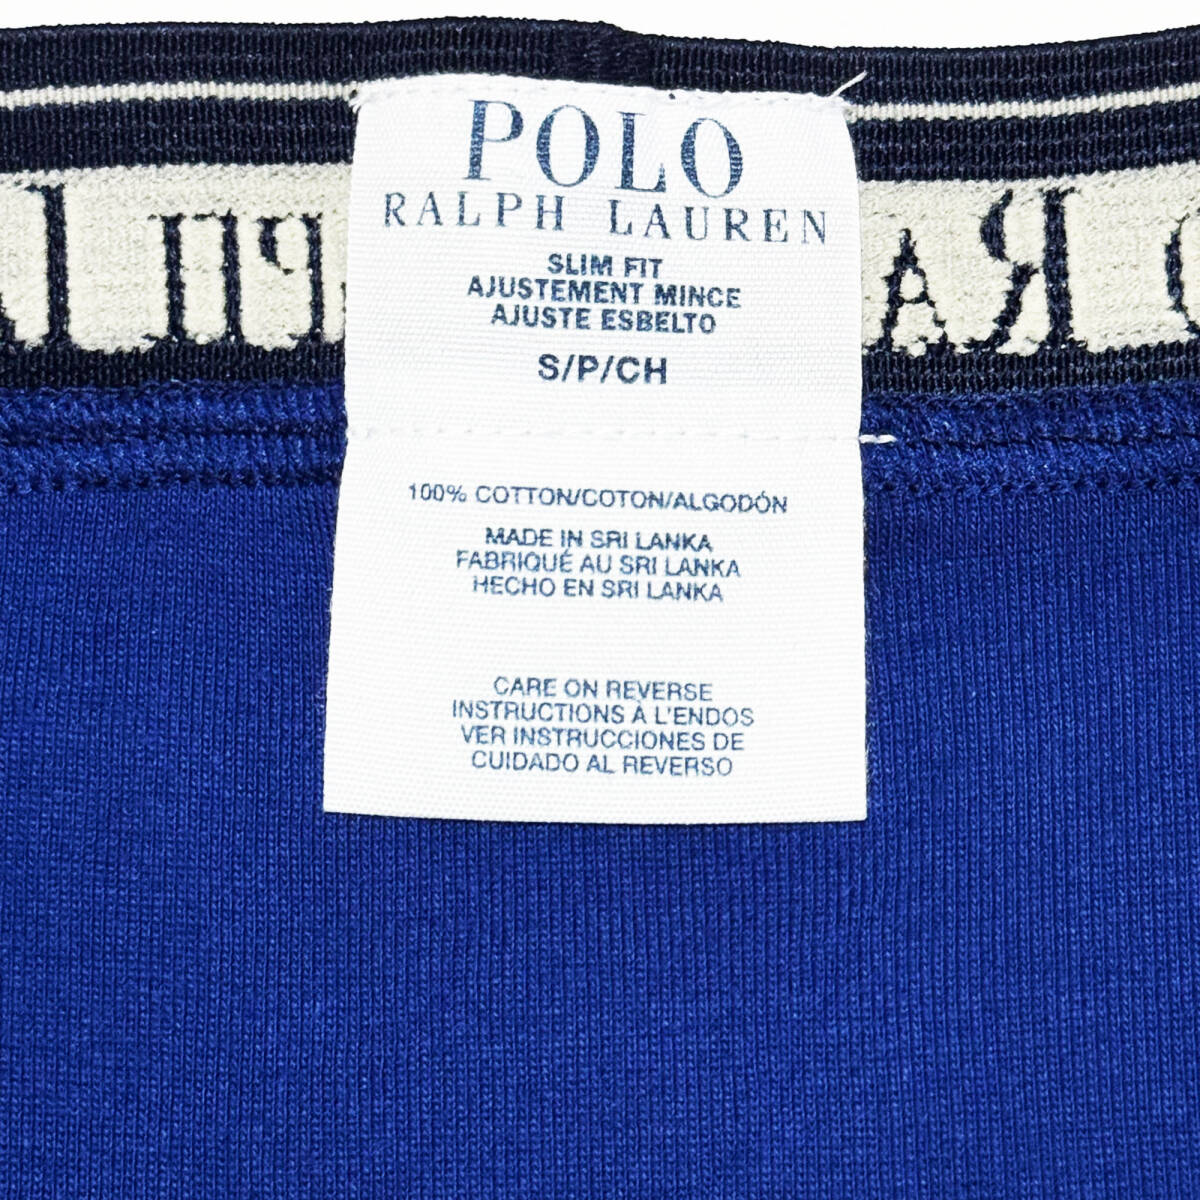 POLO
RALPH LAUREN
SLIM FIT
AJUSTEMENT MINCE
AJUSTE ESBELTO
S/P/CH
100% COTTON/COTON/ALGODÓN
MADE IN SRI LANKA
FABRIQUÉ AU SRI LANKA
HECHO EN SRI LANKA
CARE ON REVERSE
INSTRUCTIONS À L'ENDOS
VER INSTRUCCIONES DE
CUIDADO AL REVERSO